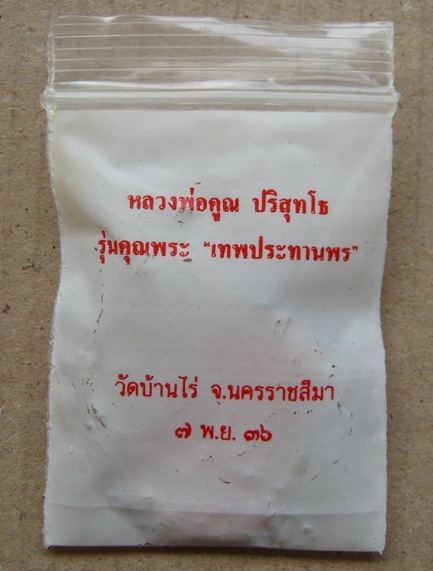 หลวงพ่อคูณ ปริสุทโธ
รุ่นคุณพระ “เทพประทานพร”
วัดบ้านไร่ จ.นครราชสีมา
๗ พ.ย. ๓๖